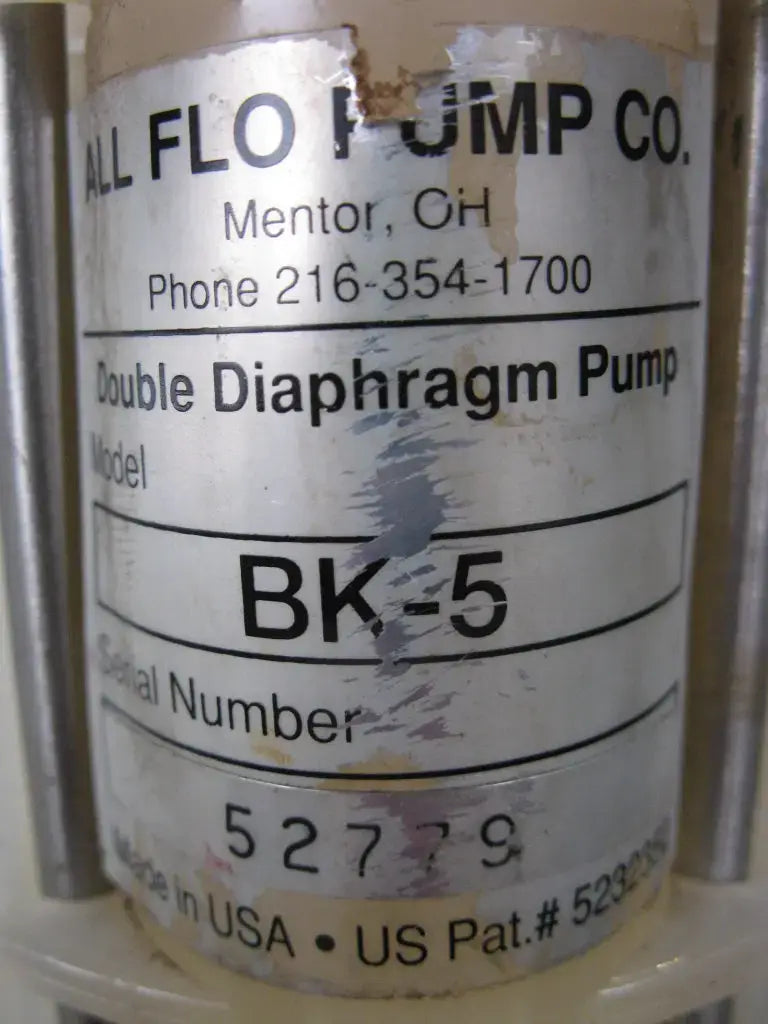 ALL FLO PUMP CO.
Mentor, OH
Phone 216-354-1700
Double Diaphragm Pump
Model
BK-5
Serial Number
52779
Made in USA • US Pat.#